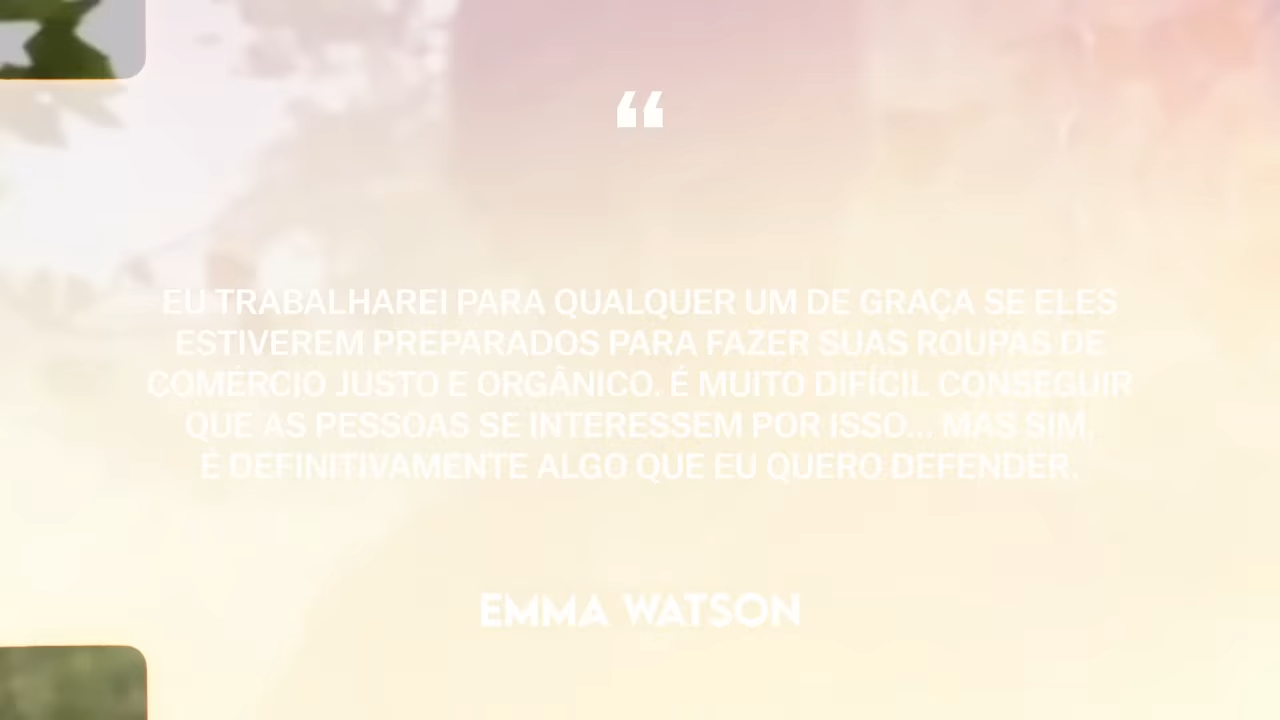 “
EU TRABALHAREI PARA QUALQUER UM DE GRAÇA SE ELES
ESTIVEREM PREPARADOS PARA FAZER SUAS ROUPAS DE
COMÉRCIO JUSTO E ORGÂNICO. É MUITO DIFÍCIL CONSEGUIR
QUE AS PESSOAS SE INTERESSEM POR ISSO... MAS SIM,
É DEFINITIVAMENTE ALGO QUE EU QUERO DEFENDER.
EMMA WATSON